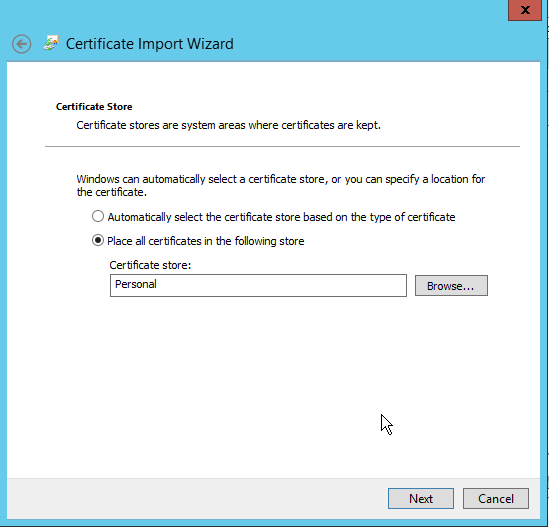 x
Certificate Import Wizard
Certificate Store
Certificate stores are system areas where certificates are kept.
Windows can automatically select a certificate store, or you can specify a location for
the certificate.
Automatically select the certificate store based on the type of certificate
Place all certificates in the following store
Certificate store:
Personal
Browse...
Next
Cancel